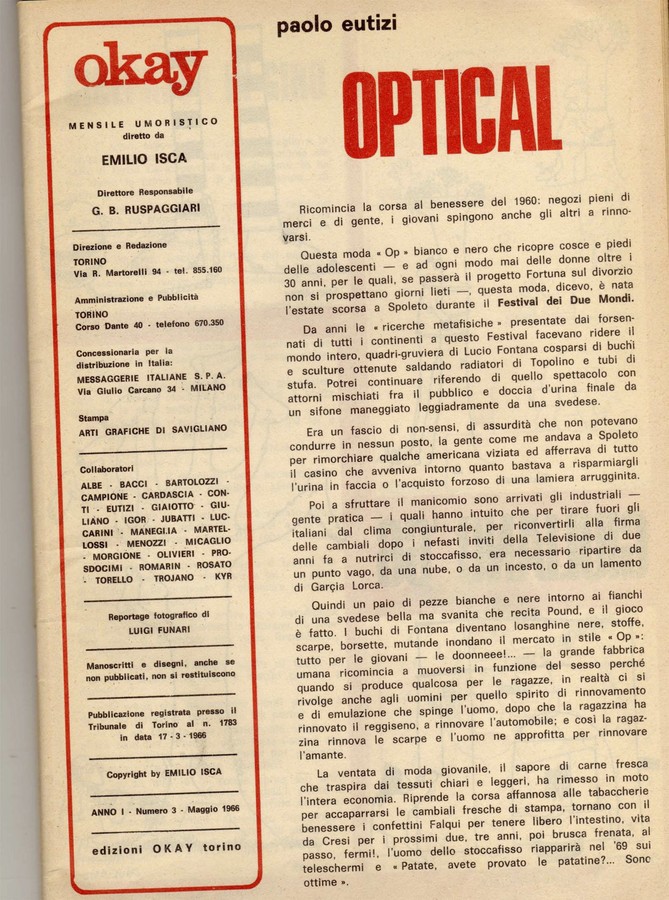 okay
MENSILE UMORISTICO
diretto da
EMILIO ISCA
Direttore Responsabile
G. B. RUSPAGGIARI
Direzione e Redazione
TORINO
Via R. Martorelli 94 - tel. 855.160
Amministrazione e Pubblicità
TORINO
Corso Dante 40 - telefono 670.350
Concessionaria per la
distribuzione in Italia:
MESSAGGERIE ITALIANE S. P. A.
Via Giulio Carcano 34 - MILANO
Stampa
ARTI GRAFICHE DI SAVIGLIANO
Collaboratori
ALBE - BACCI - BARTOLOZZI -
CAMPIONE - CARDASCIA - CON-
TI - EUTIZI - GIAIOTTO - GIU-
LIANO - IGOR - JUBATTI - LUC-
CARINI - MANEGLIA - MARTEL-
LOSSI - MENOZZI - MICAGLIO
- MORGIONE - OLIVIERI - PRO-
SDOCIMI - ROMARIN - ROSATO
- TORELLO - TROJANO - KYR
Reportage fotografico di
LUIGI FUNARI
Manoscritti e disegni, anche se
non pubblicati, non si restituiscono
Pubblicazione registrata presso il
Tribunale di Torino al n. 1783
in data 17 - 3 - 1966
Copyright by EMILIO ISCA
ANNO I - Numero 3 - Maggio 1966
edizioni OKAY torino
paolo eutizi
OPTICAL
Ricomincia la corsa al benessere del 1960: negozi pieni di
merci e di gente, i giovani spingono anche gli altri a rinno-
varsi.
Questa moda « Op » bianco e nero che ricopre cosce e piedi
delle adolescenti — e ad ogni modo mai delle donne oltre i
30 anni, per le quali, se passerà il progetto Fortuna sul divorzio
non si prospettano giorni lieti —, questa moda, dicevo, è nata
l'estate scorsa a Spoleto durante il Festival dei Due Mondi.
Da anni le « ricerche metafisiche » presentate dai forsen-
nati di tutti i continenti a questo Festival facevano ridere il
mondo intero, quadri-gruviera di Lucio Fontana cosparsi di buchi
e sculture ottenute saldando radiatori di Topolino e tubi di
stufa. Potrei continuare riferendo di quello spettacolo con
attorni mischiati fra il pubblico e doccia d'urina finale da
un sifone maneggiato leggiadramente da una svedese.
Era un fascio di non-sensi, di assurdità che non potevano
condurre in nessun posto, la gente come me andava a Spoleto
per rimorchiare qualche americana viziata ed afferrava di tutto
il casino che avveniva intorno quanto bastava a risparmiargli
l'urina in faccia o l'acquisto forzoso di una lamiera arrugginita.
Poi a sfruttare il manicomio sono arrivati gli industriali —
gente pratica — i quali hanno intuito che per tirare fuori gli
italiani dal clima congiunturale, per riconvertirli alla firma
delle cambiali dopo i nefasti inviti della Televisione di due
anni fa a nutrirci di stoccafisso, era necessario ripartire da
un punto vago, da una nube, o da un incesto, o da un lamento
di Garçia Lorca.
Quindi un paio di pezze bianche e nere intorno ai fianchi
di una svedese bella ma svanita che recita Pound, e il gioco
è fatto. I buchi di Fontana diventano losanghine nere, stoffe,
scarpe, borsette, mutande inondano il mercato in stile « Op »:
tutto per le giovani — le doonneee!... — la grande fabbrica
umana ricomincia a muoversi in funzione del sesso perché
quando si produce qualcosa per le ragazze, in realtà ci si
rivolge anche agli uomini per quello spirito di rinnovamento
e di emulazione che spinge l'uomo, dopo che la ragazzina ha
rinnovato il reggiseno, a rinnovare l'automobile; e così la ragaz-
zina rinnova le scarpe e l'uomo ne approfitta per rinnovare
l'amante.
La ventata di moda giovanile, il sapore di carne fresca
che traspira dai tessuti chiari e leggeri, ha rimesso in moto
l'intera economia. Riprende la corsa affannosa alle tabaccherie
per accaparrarsi le cambiali fresche di stampa, tornano con il
benessere i confettini Falqui per tenere libero l'intestino, vita
da Cresi per i prossimi due, tre anni, poi brusca frenata, al
passo, fermi!, l'uomo dello stoccafisso riapparirà nel '69 sui
teleschermi e « Patate, avete provato le patatine?... Sono
ottime ».